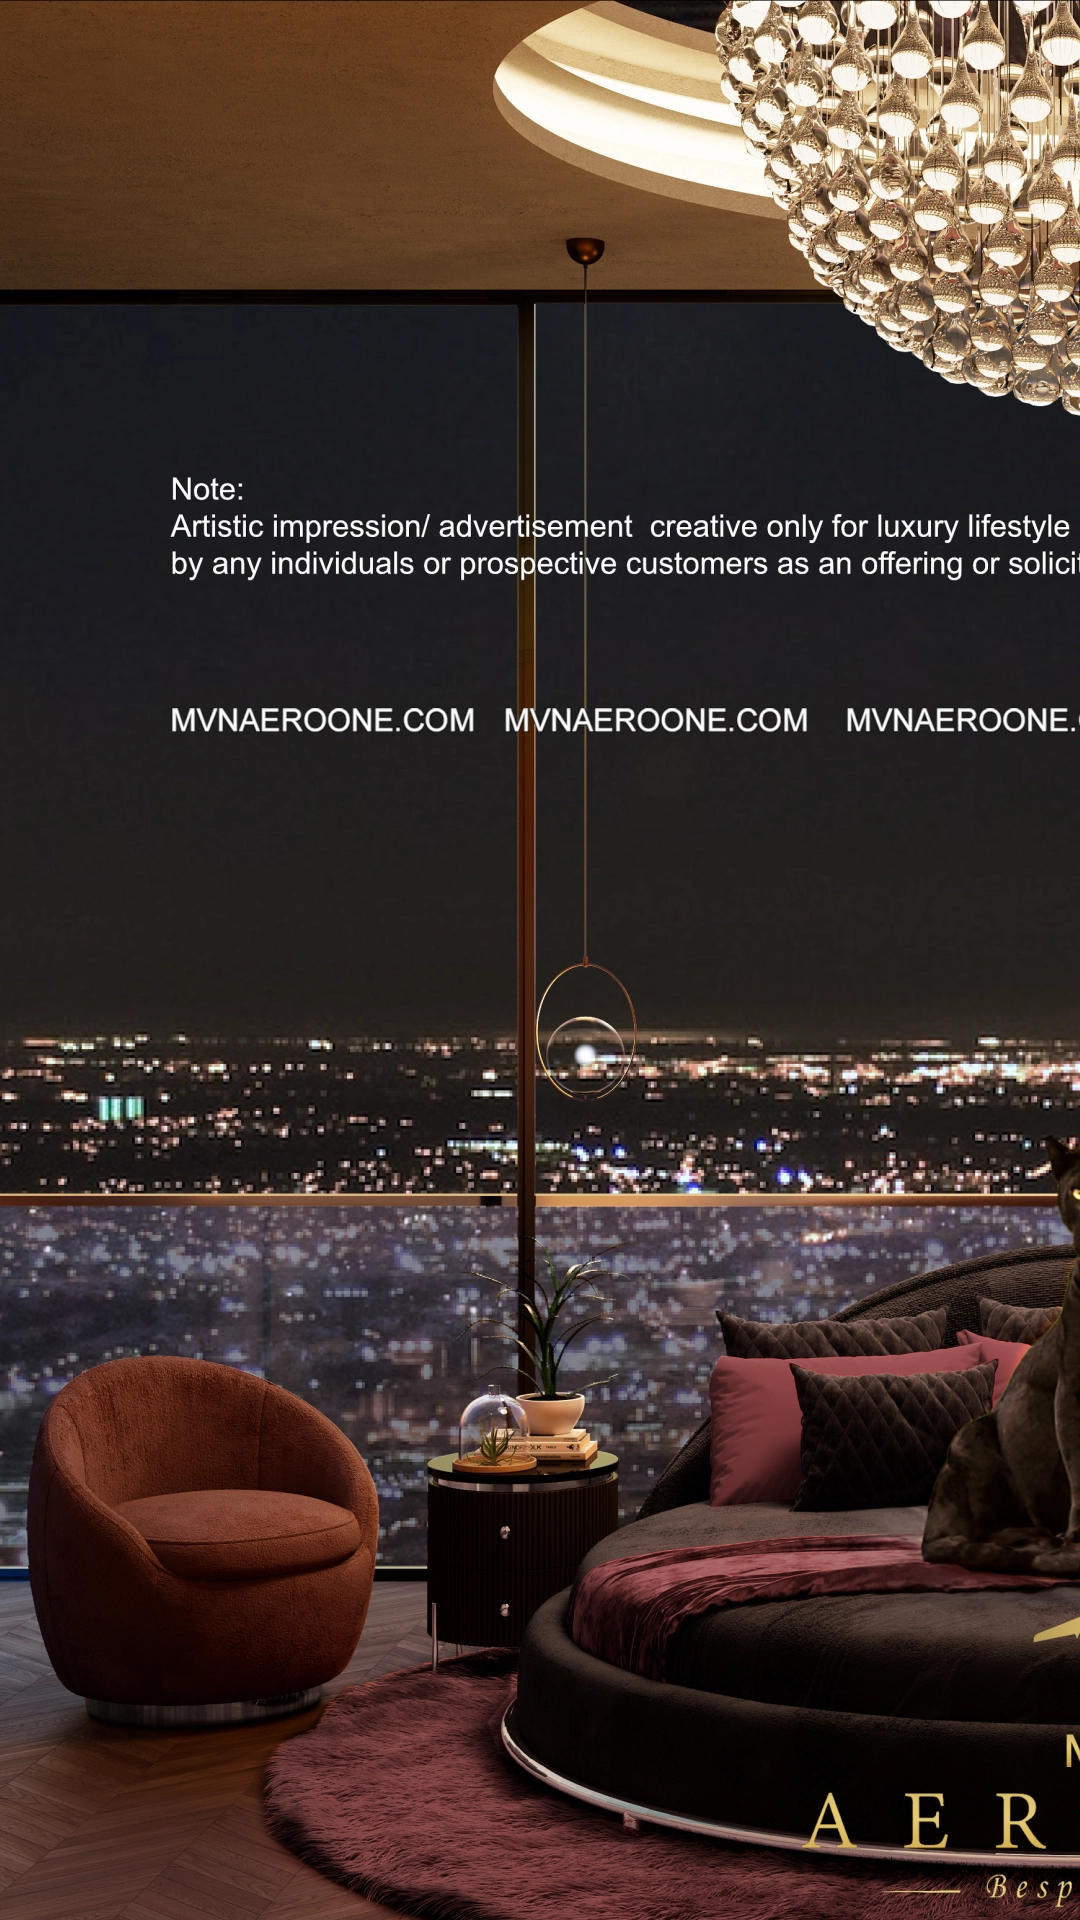 Note:
Artistic impression/ advertisement  creative only for luxury lifestyle
by any individuals or prospective customers as an offering or solicit
MVNAEROONE.COM MVNAEROONE.COM MVNAEROONE.
AER
Besp